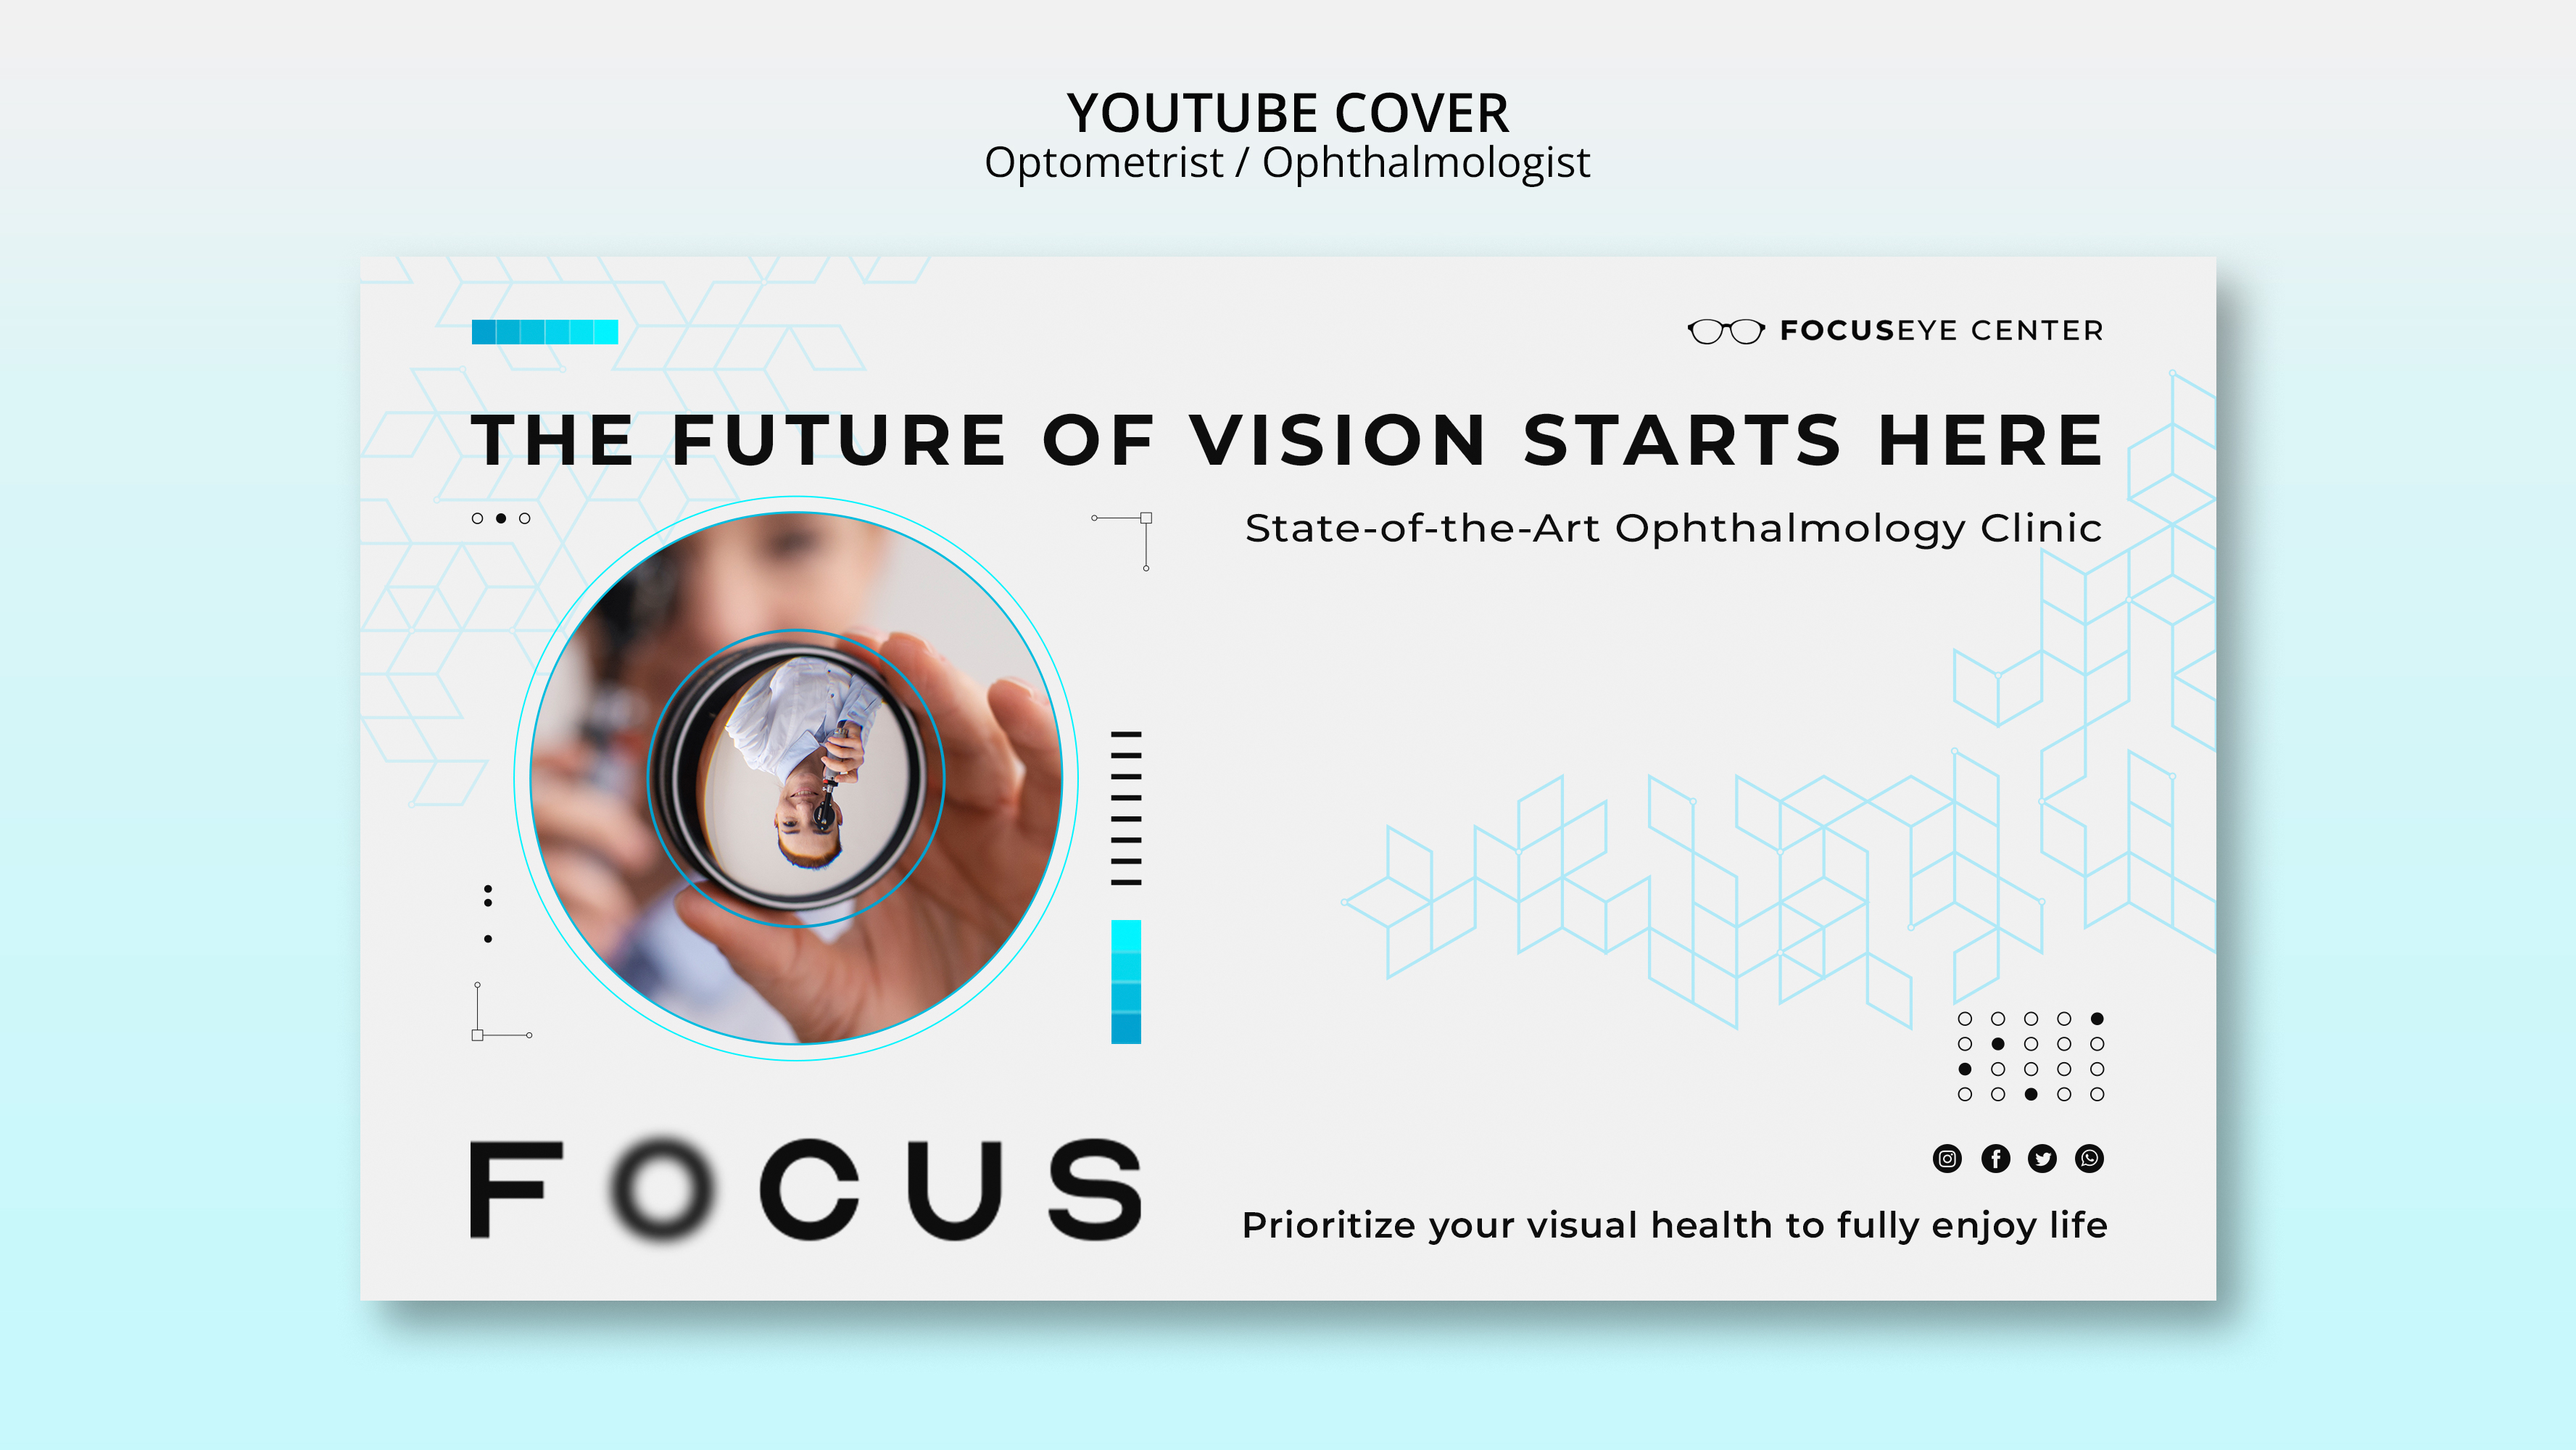 YOUTUBE COVER
Optometrist / Ophthalmologist
FOCUSEYE CENTER
THE FUTURE OF VISION STARTS HERE
State-of-the-Art Ophthalmology Clinic
FOCUS
Prioritize your visual health to fully enjoy life